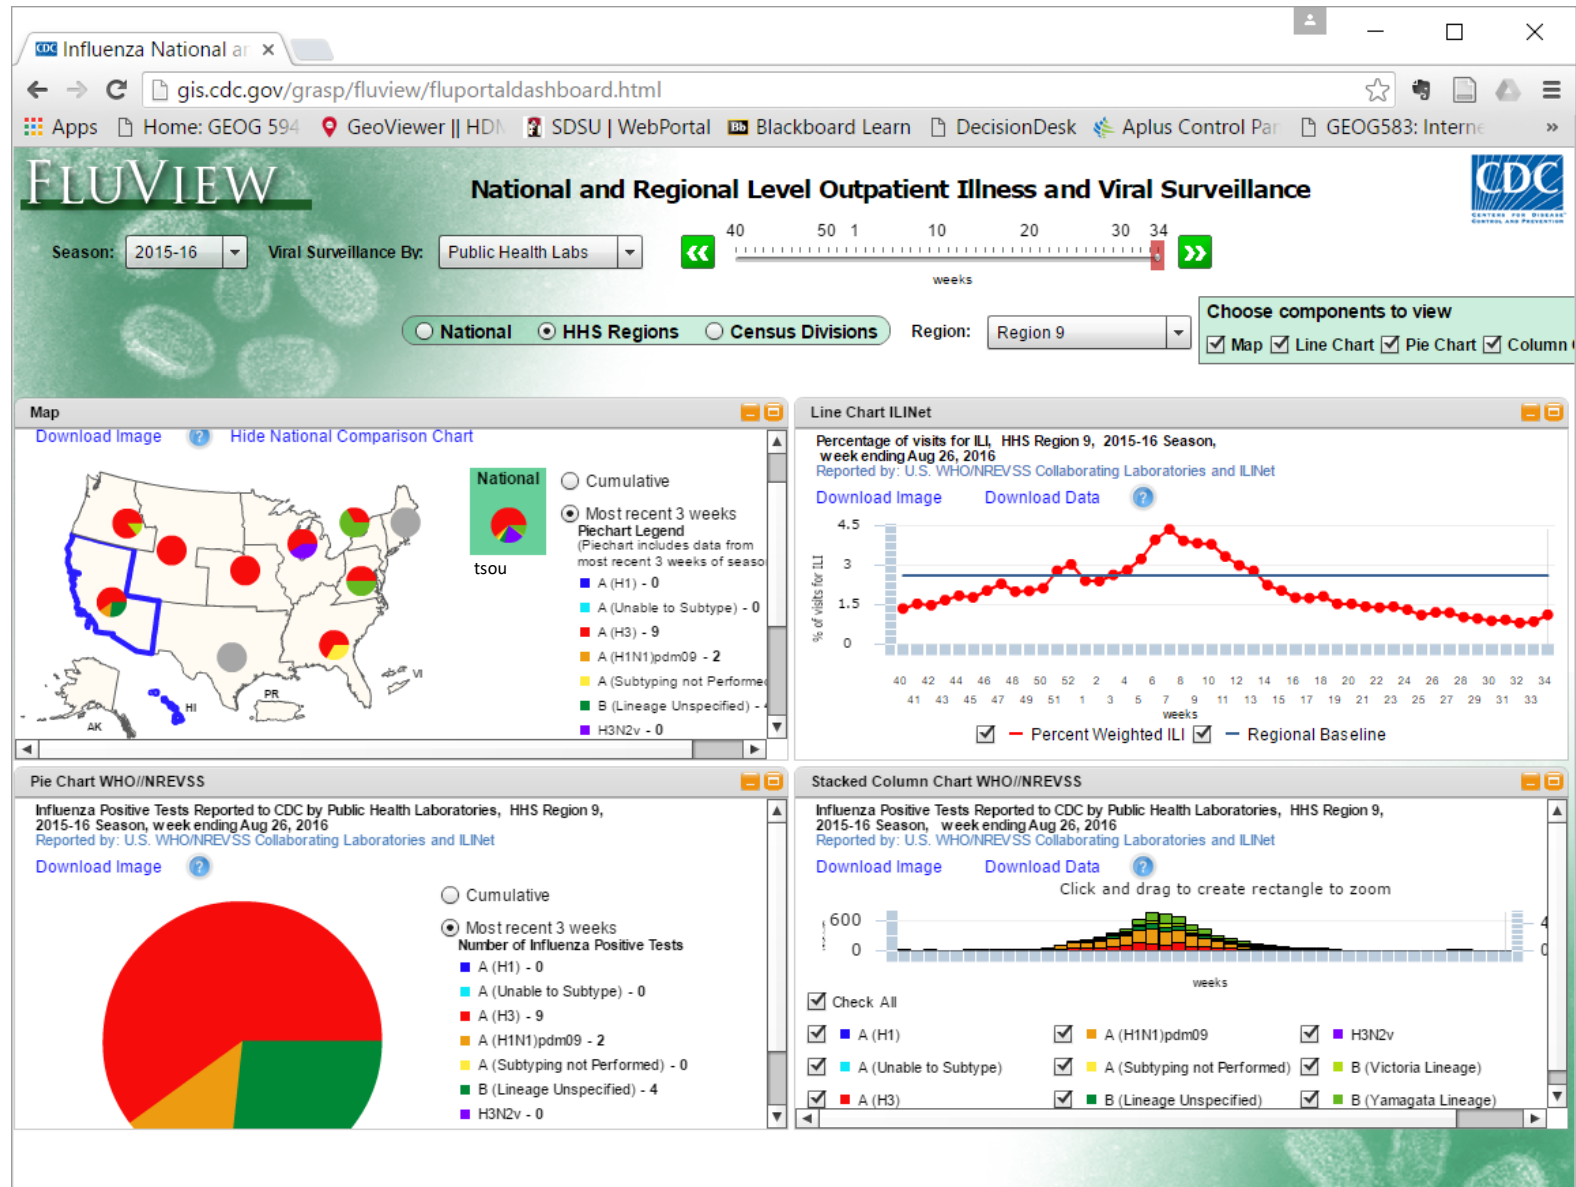 Influenza National an
gis.cdc.gov/grasp/fluview/fluportaldashboard.html
Apps Home: GEOG 594 GeoViewer || HDM SDSU | WebPortal Blackboard Learn DecisionDesk Aplus Control Pan GEOG583: Interne »
FLUVIEW
National and Regional Level Outpatient Illness and Viral Surveillance
CDC
CENTERS FOR DISEASE
CONTROL AND PREVENTION
40 50 1 10 20 30 34
Season: 2015-16 Viral Surveillance By: Public Health Labs
weeks
National HHS Regions Census Divisions Region: Region 9
Choose components to view
Map Line Chart Pie Chart Column
Map
Download Image ? Hide National Comparison Chart
National
tsou
Cumulative
Most recent 3 weeks
Piechart Legend
(Piechart includes data from
most recent 3 weeks of seaso
A (H1) - 0
A (Unable to Subtype) - 0
A (H3) - 9
A (H1N1)pdm09 - 2
A (Subtyping not Performed
B (Lineage Unspecified) - 4
H3N2v - 0
AK
HI
PR
VI
Line Chart ILINet
Percentage of visits for ILI, HHS Region 9, 2015-16 Season,
week ending Aug 26, 2016
Reported by: U.S. WHO/NREVSS Collaborating Laboratories and ILINet
Download Image Download Data ?
% of visits for ILI
4.5
3
1.5
0
40 42 44 46 48 50 52 2 4 6 8 10 12 14 16 18 20 22 24 26 28 30 32 34
41 43 45 47 49 51 1 3 5 7 9 11 13 15 17 19 21 23 25 27 29 31 33
weeks
Percent Weighted ILI Regional Baseline
Pie Chart WHO//NREVSS
Influenza Positive Tests Reported to CDC by Public Health Laboratories, HHS Region 9,
2015-16 Season, week ending Aug 26, 2016
Reported by: U.S. WHO/NREVSS Collaborating Laboratories and ILINet
Download Image ?
Cumulative
Most recent 3 weeks
Number of Influenza Positive Tests
A (H1) - 0
A (Unable to Subtype) - 0
A (H3) - 9
A (H1N1)pdm09 - 2
A (Subtyping not Performed) - 0
B (Lineage Unspecified) - 4
H3N2v - 0
Stacked Column Chart WHO//NREVSS
Influenza Positive Tests Reported to CDC by Public Health Laboratories, HHS Region 9,
2015-16 Season, week ending Aug 26, 2016
Reported by: U.S. WHO/NREVSS Collaborating Laboratories and ILINet
Download Image Download Data ?
Click and drag to create rectangle to zoom
600 4
0 0
weeks
Check All
A (H1) A (H1N1)pdm09 H3N2v
A (Unable to Subtype) A (Subtyping not Performed) B (Victoria Lineage)
A (H3) B (Lineage Unspecified) B (Yamagata Lineage)